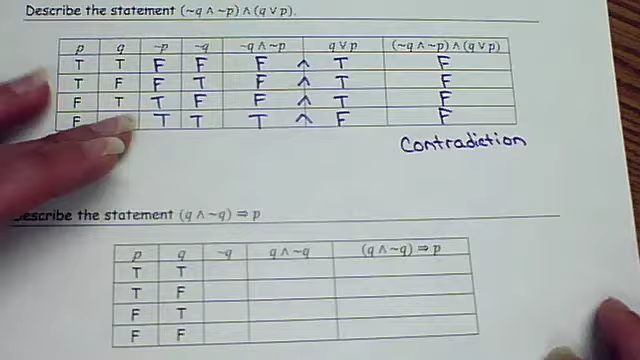 Describe the statement (~q ∧ ~p) ∧ (q ∨ p).
p q ~p ~q ~q ∧ ~p q ∨ p (~q ∧ ~p) ∧ (q ∨ p)
T T F F F ∧ T F
T F F T F ∧ T F
F T T F F ∧ T F
F T T T ∧ F F
Contradiction
escribe the statement (q ∧ ~q) ⇒ p
p q ~q q ∧ ~q (q ∧ ~q) ⇒ p
T T
T F
F T
F F